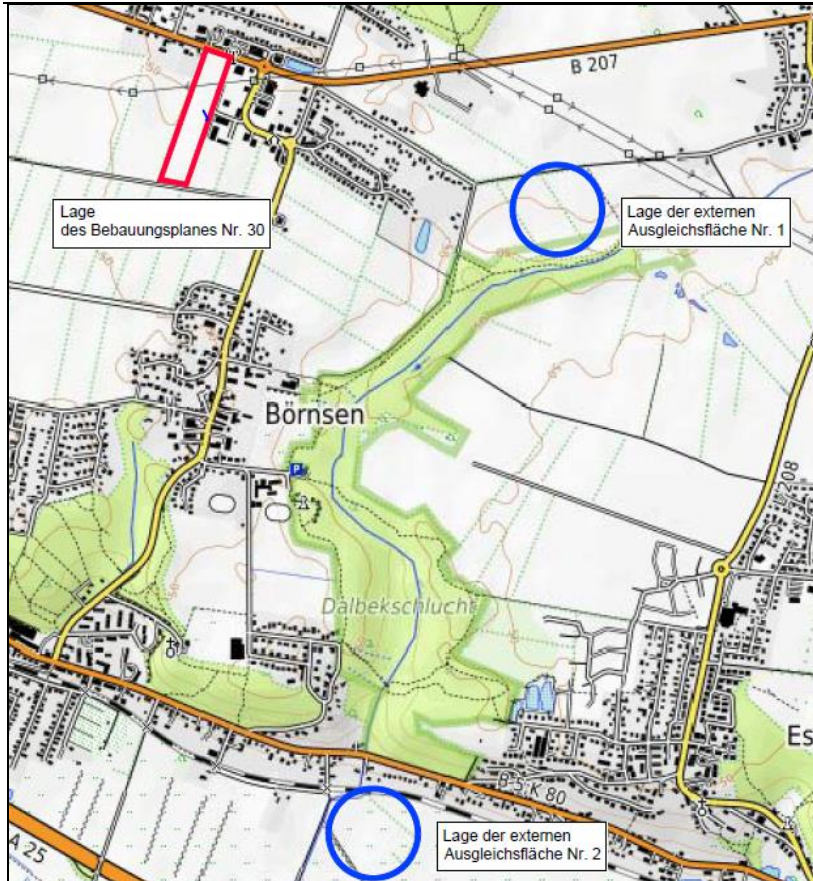 B 207
Lage
des Bebauungsplanes Nr. 30
Lage der externen
Ausgleichsfläche Nr. 1
Börnsen
P
208
Dalbekschlucht
Es
B-S-K 80
A 25
Lage der externen
Ausgleichsfläche Nr. 2